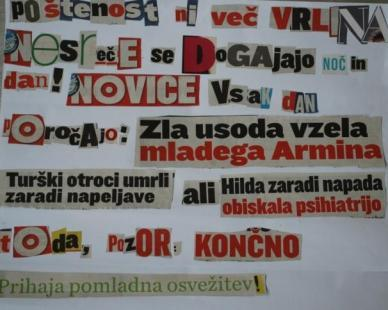 pOštenost ni več VRLINA
NesrečE se DoGAjajo NOČ in
dan! NOVICE VsaK DAN
pOročAjo: Zla usoda vzela
mladega Armina
Turški otroci umrli
zaradi napeljave
ali
Hilda zaradi napada
obiskala psihiatrijo
tOda, PoZOR: KONČNO
Prihaja pomladna osvežitev!